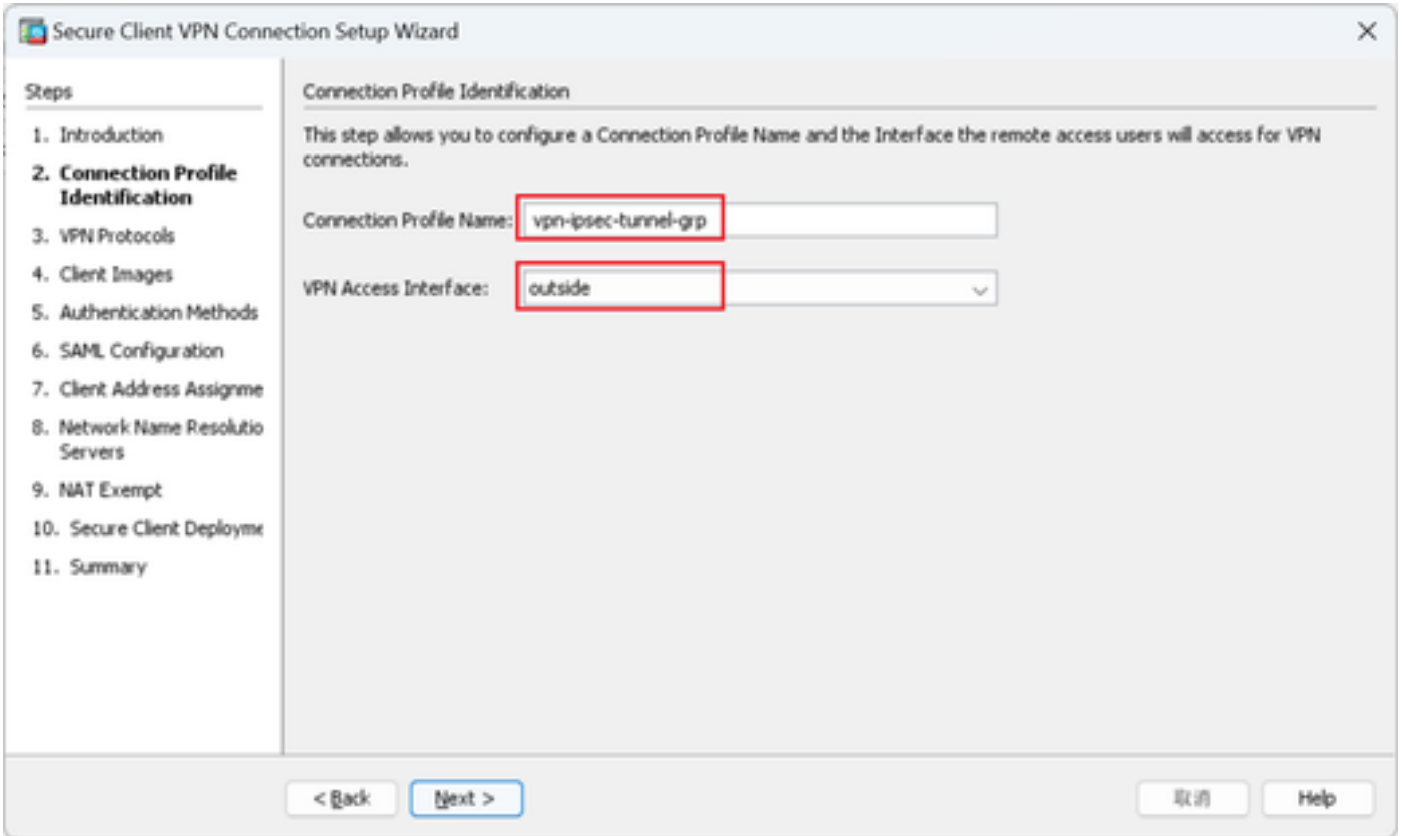 Secure Client VPN Connection Setup Wizard
Steps
1. Introduction
2. Connection Profile
Identification
3. VPN Protocols
4. Client Images
5. Authentication Methods
6. SAML Configuration
7. Client Address Assignme
8. Network Name Resolutio
Servers
9. NAT Exempt
10. Secure Client Deployme
11. Summary
Connection Profile Identification
This step allows you to configure a Connection Profile Name and the Interface the remote access users will access for VPN
connections.
Connection Profile Name: vpn-ipsec-tunnel-grp
VPN Access Interface: outside
< Back Next > 取消 Help